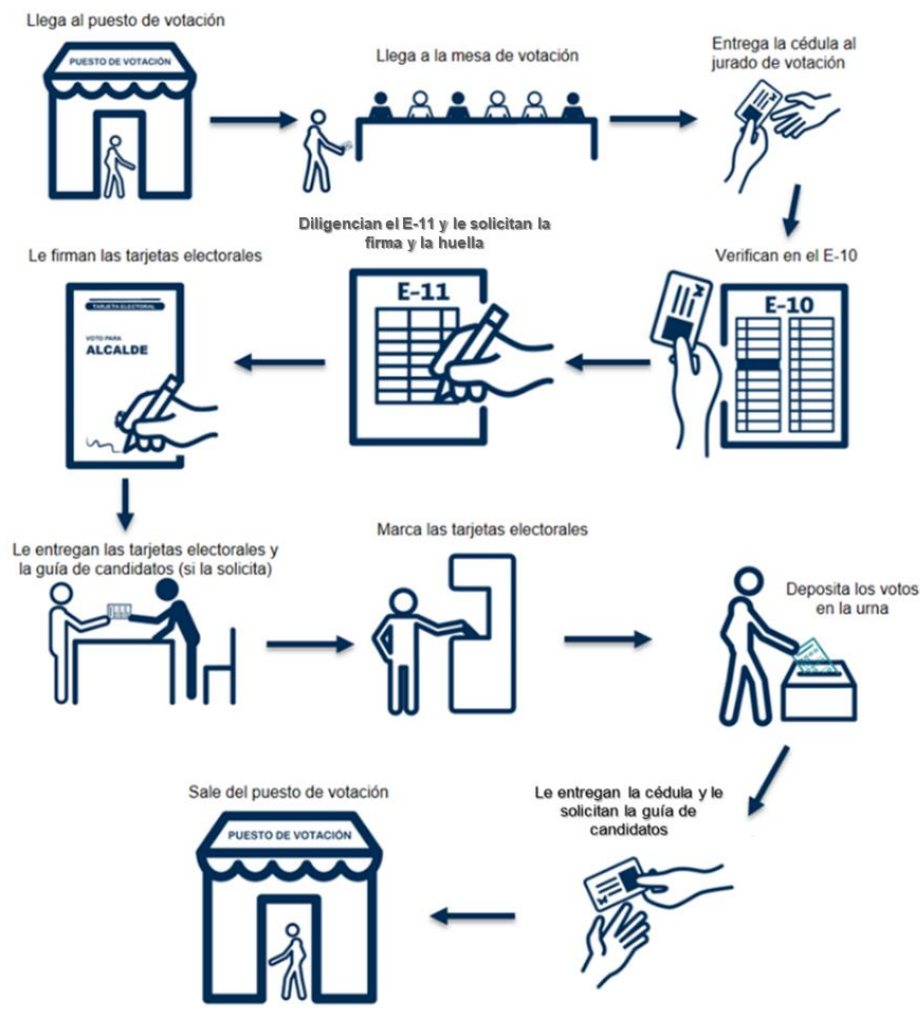 Llega al puesto de votación
PUESTO DE VOTACIÓN
Llega a la mesa de votación
Entrega la cédula al
jurado de votación
Verifican en el E-10
E-10
Diligencian el E-11 y le solicitan la
firma y la huella
E-11
Le firman las tarjetas electorales
TARJETA ELECTORAL
VOTO PARA
ALCALDE
Le entregan las tarjetas electorales y
la guía de candidatos (si la solicita)
Marca las tarjetas electorales
Deposita los votos
en la urna
Le entregan la cédula y le
solicitan la guía de
candidatos
Sale del puesto de votación
PUESTO DE VOTACIÓN